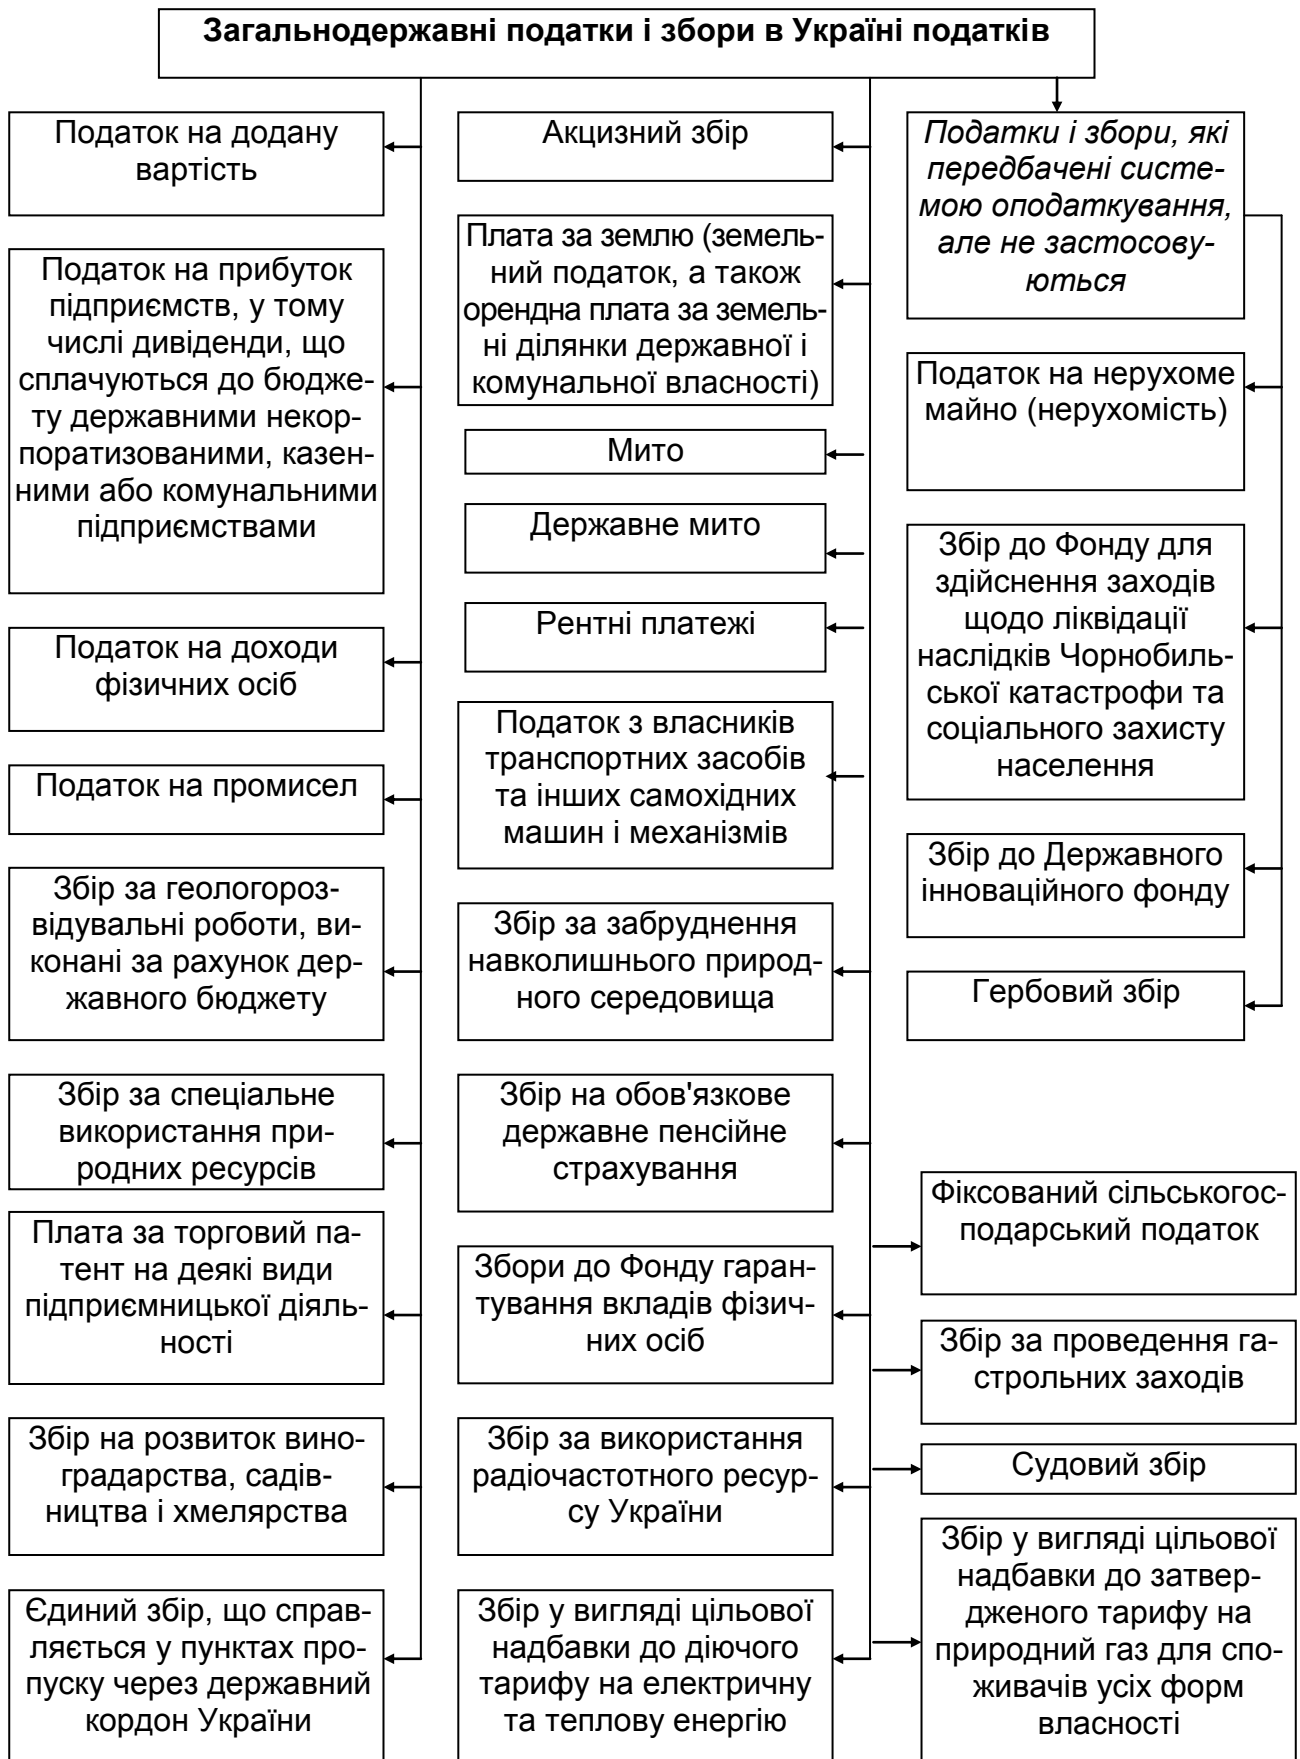 Загальнодержавні податки і збори в Україні податків
Податок на додану
вартість
Податок на прибуток
підприємств, у тому
числі дивіденди, що
сплачуються до бюдже-
ту державними некор-
поратизованими, казен-
ними або комунальними
підприємствами
Податок на доходи
фізичних осіб
Податок на промисел
Збір за геологороз-
відувальні роботи, ви-
конані за рахунок дер-
жавного бюджету
Збір за спеціальне
використання при-
родних ресурсів
Плата за торговий па-
тент на деякі види
підприємницької діяль-
ності
Збір на розвиток вино-
градарства, садів-
ництва і хмелярства
Єдиний збір, що справ-
ляється у пунктах про-
пуску через державний
кордон України
Акцизний збір
Плата за землю (земель-
ний податок, а також
орендна плата за земель-
ні ділянки державної і
комунальної власності)
Мито
Державне мито
Рентні платежі
Податок з власників
транспортних засобів
та інших самохідних
машин і механізмів
Збір за забруднення
навколишнього природ-
ного середовища
Збір на обов'язкове
державне пенсійне
страхування
Збори до Фонду гаран-
тування вкладів фізич-
них осіб
Збір за використання
радіочастотного ресур-
су України
Збір у вигляді цільової
надбавки до діючого
тарифу на електричну
та теплову енергію
Податки і збори, які
передбачені систе-
мою оподаткування,
але не застосову-
ються
Податок на нерухоме
майно (нерухомість)
Збір до Фонду для
здійснення заходів
щодо ліквідації
наслідків Чорнобиль-
ської катастрофи та
соціального захисту
населення
Збір до Державного
інноваційного фонду
Гербовий збір
Фіксований сільськогос-
подарський податок
Збір за проведення га-
строльних заходів
Судовий збір
Збір у вигляді цільової
надбавки до затвер-
дженого тарифу на
природний газ для спо-
живачів усіх форм
власності